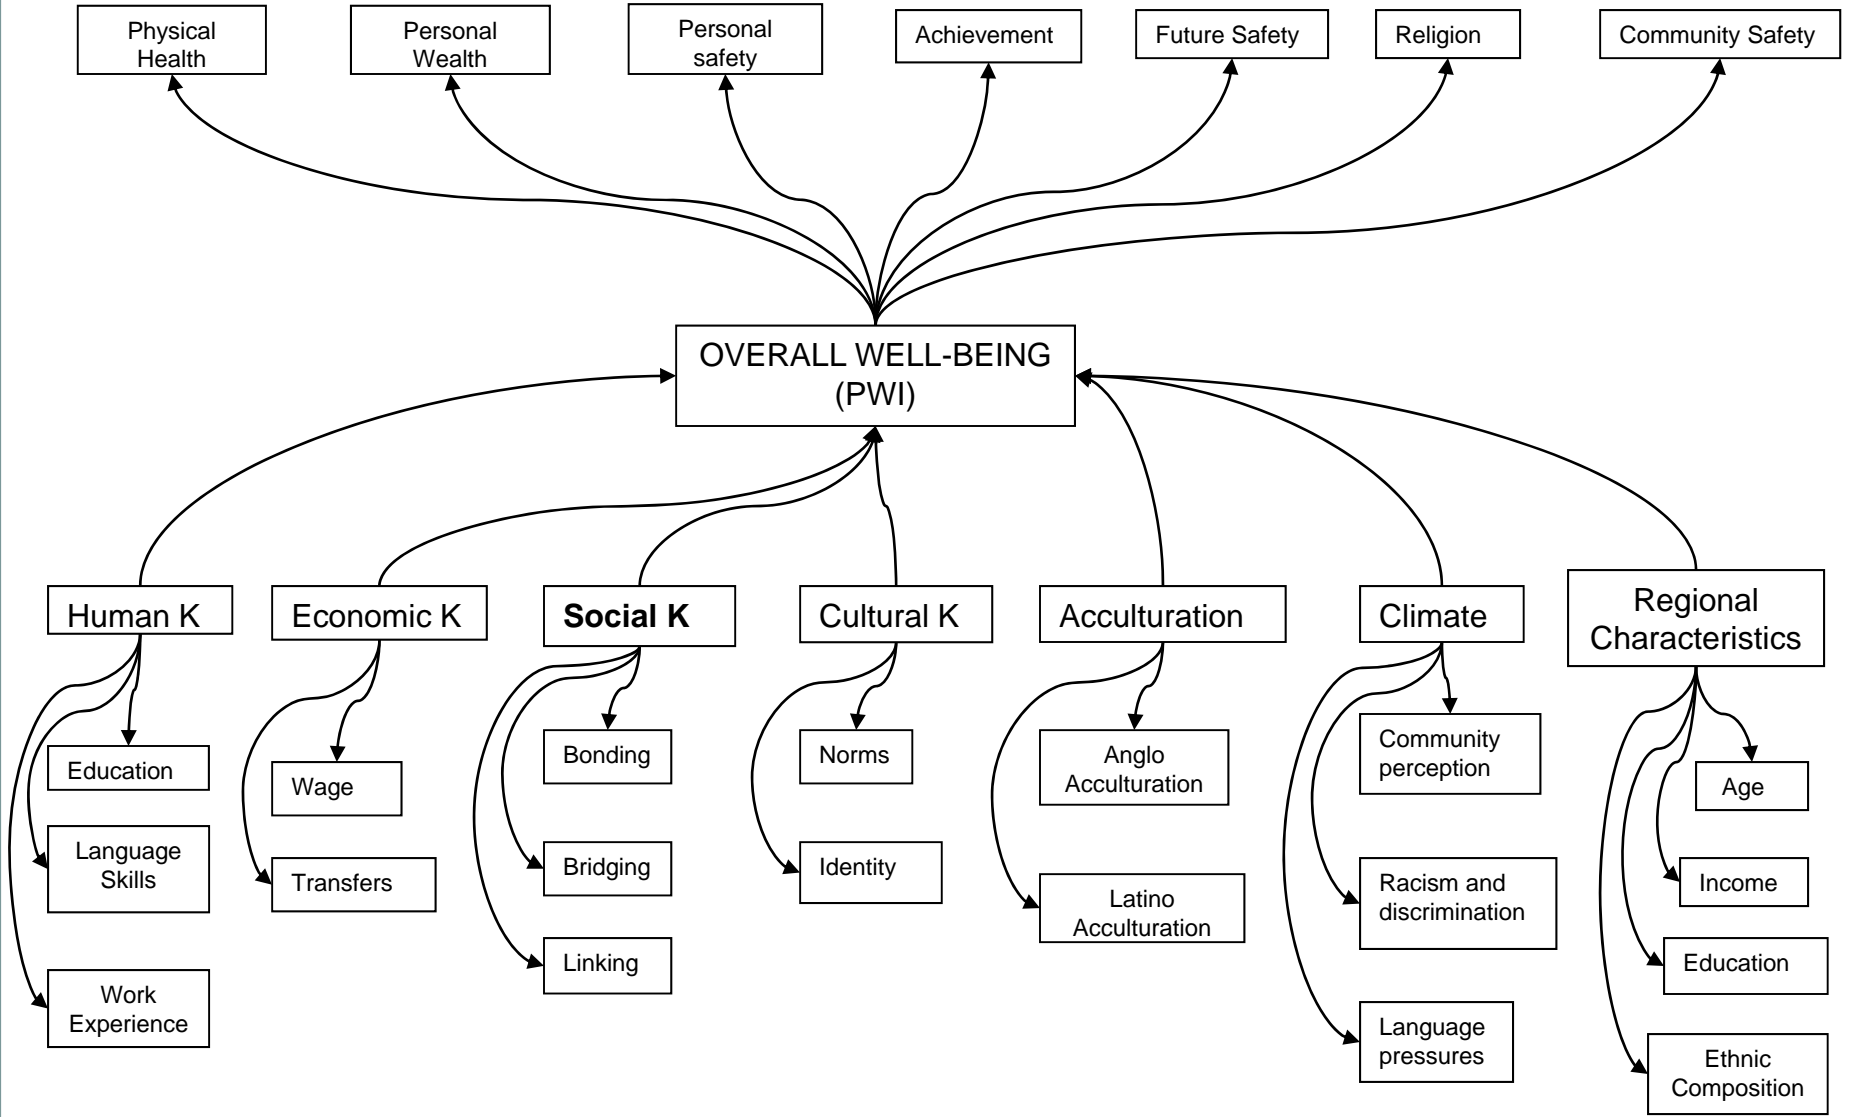 Physical
Health
Personal
Wealth
Personal
safety
Achievement
Future Safety
Religion
Community Safety
OVERALL WELL-BEING
(PWI)
Human K
Economic K
Social K
Cultural K
Acculturation
Climate
Regional
Characteristics
Education
Language
Skills
Work
Experience
Wage
Transfers
Bonding
Bridging
Linking
Norms
Identity
Anglo
Acculturation
Latino
Acculturation
Community
perception
Racism and
discrimination
Language
pressures
Age
Income
Education
Ethnic
Composition